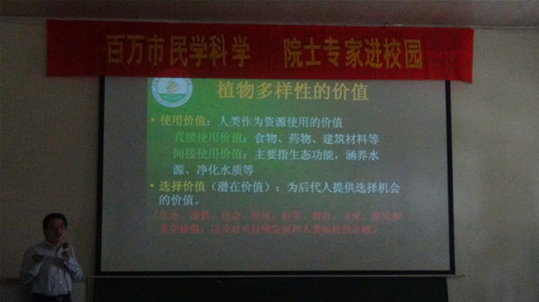 百万市民学科学 院士专家进校园
植物多样性的价值
• 使用价值：人类作为资源使用的价值
直接使用价值：食物、药物、建筑材料等
间接使用价值：主要指生态功能，涵养水
源、净化水质等
• 选择价值（潜在价值）：为后代人提供选择机会
的价值。